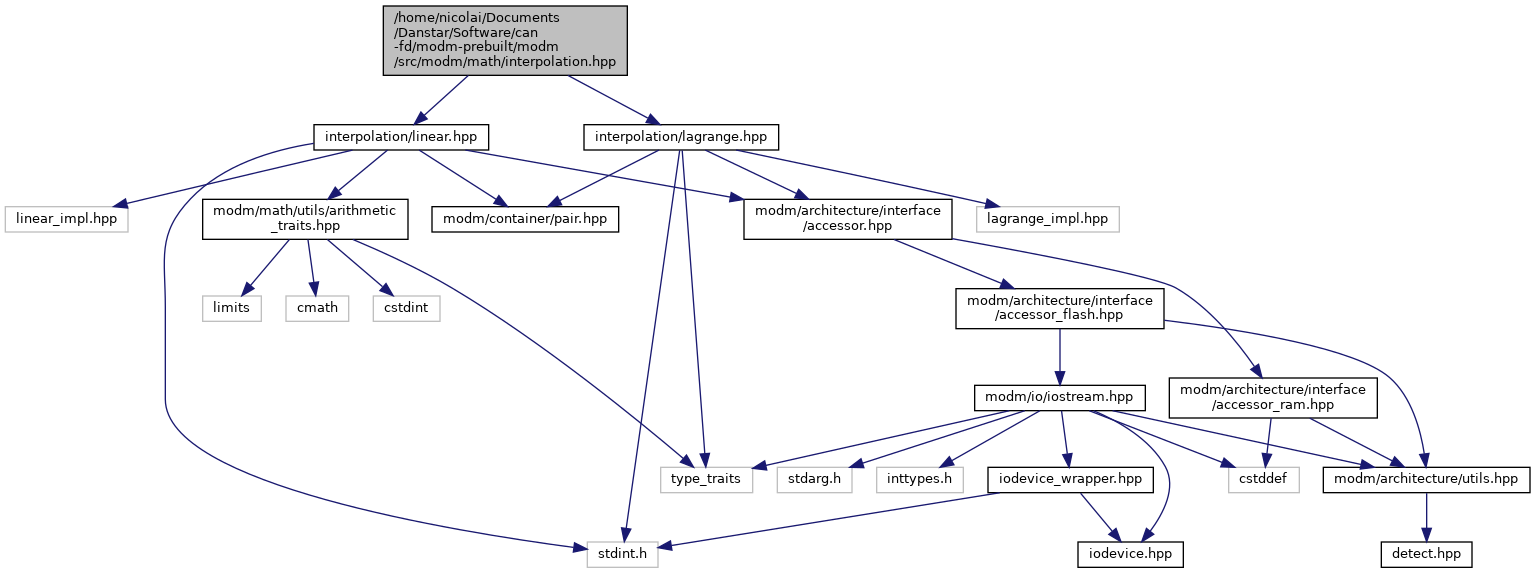 /home/nicolai/Documents
/Danstar/Software/can
-fd/modm-prebuilt/modm
/src/modm/math/interpolation.hpp
interpolation/linear.hpp
interpolation/lagrange.hpp
linear_impl.hpp
modm/math/utils/arithmetic
_traits.hpp
modm/container/pair.hpp
modm/architecture/interface
/accessor.hpp
lagrange_impl.hpp
limits
cmath
cstdint
modm/architecture/interface
/accessor_flash.hpp
modm/io/iostream.hpp
modm/architecture/interface
/accessor_ram.hpp
type_traits
stdarg.h
inttypes.h
iodevice_wrapper.hpp
cstddef
modm/architecture/utils.hpp
stdint.h
iodevice.hpp
detect.hpp